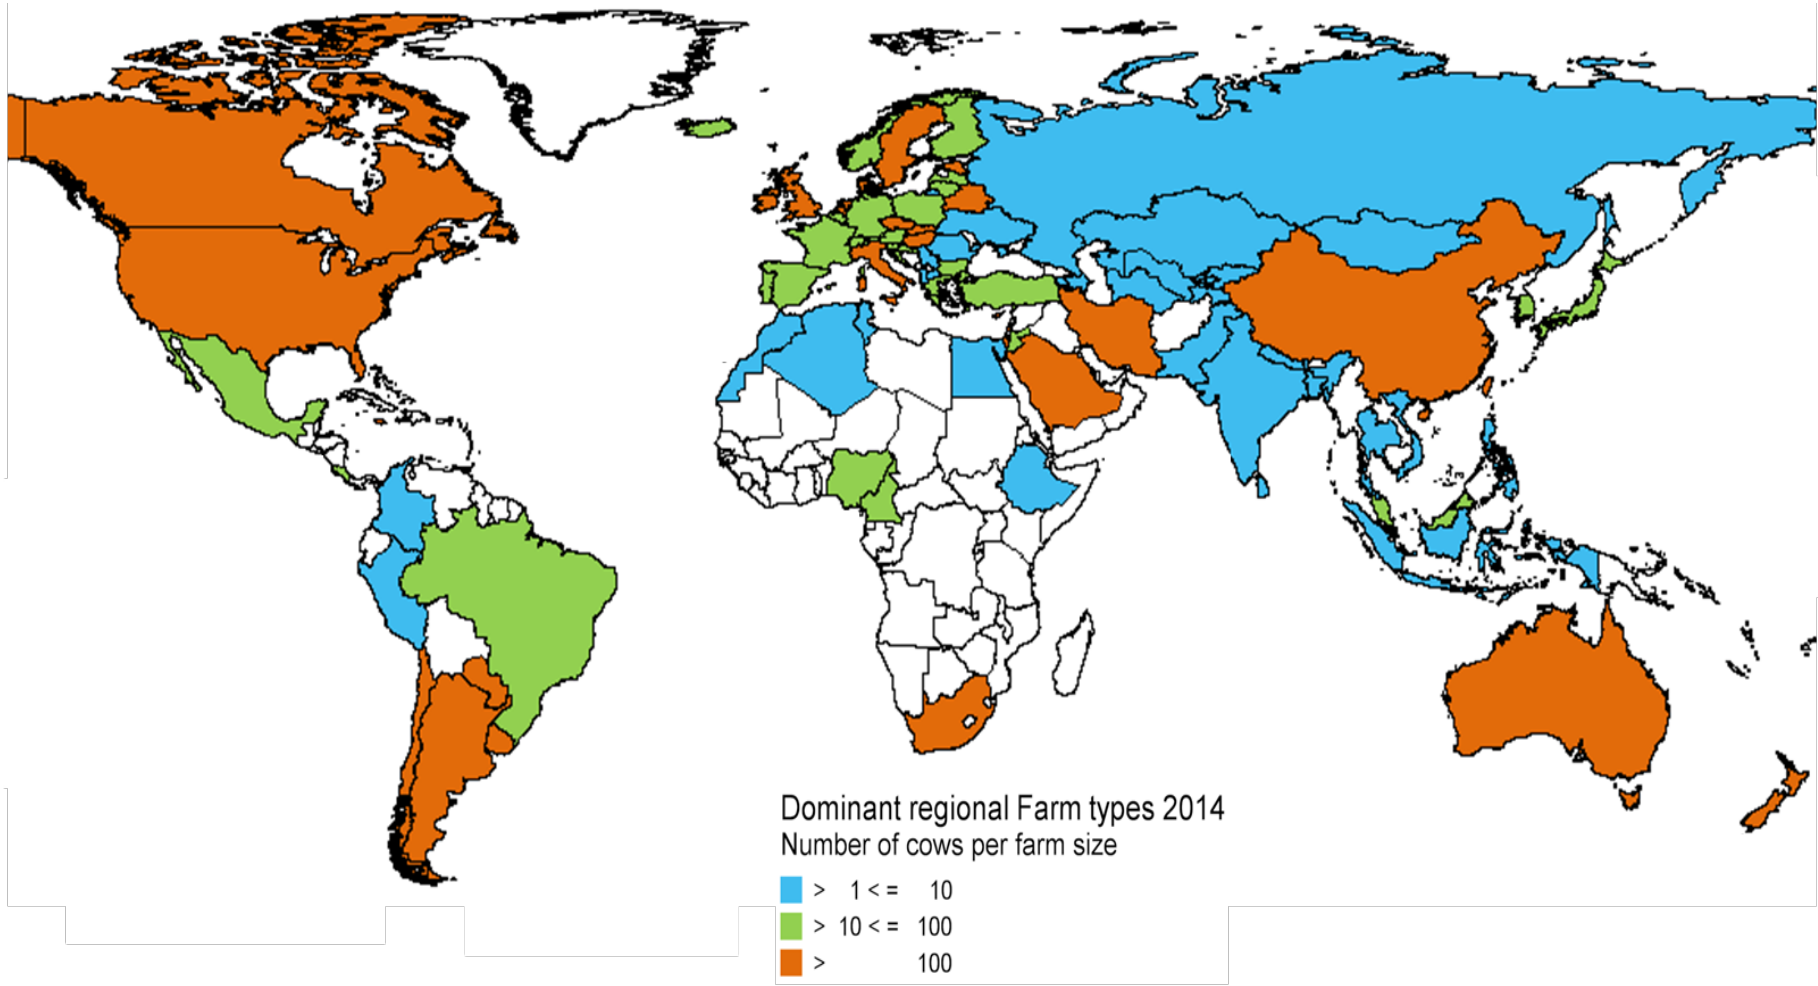 Dominant regional Farm types 2014
Number of cows per farm size
> 1 < = 10
> 10 < = 100
> 100